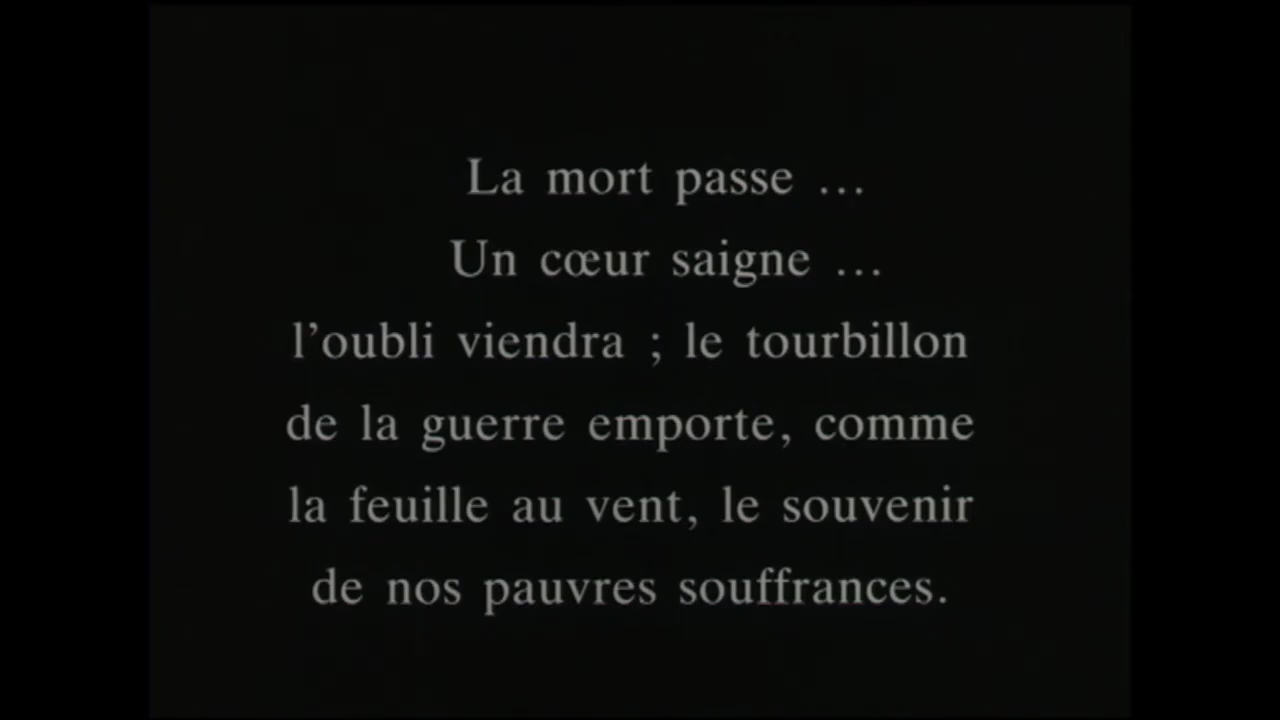 La mort passe ...
Un cœur saigne ...
l’oubli viendra ; le tourbillon
de la guerre emporte, comme
la feuille au vent, le souvenir
de nos pauvres souffrances.